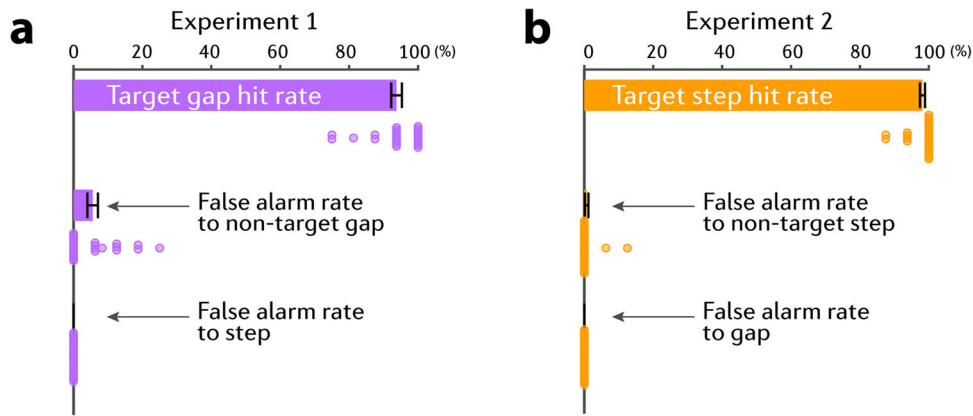 a
Experiment 1
0 20 40 60 80 100 (%)
Target gap hit rate
False alarm rate
to non-target gap
False alarm rate
to step
b
Experiment 2
0 20 40 60 80 100 (%)
Target step hit rate
False alarm rate
to non-target step
False alarm rate
to gap